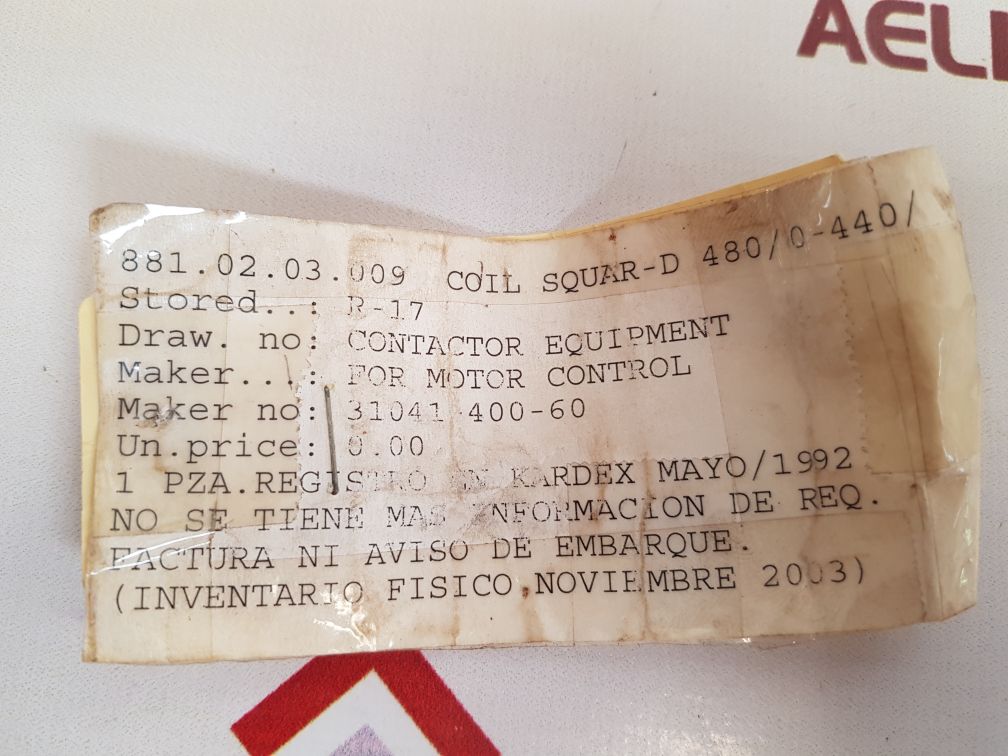 AELI
881.02.03.009 COIL SQUAR-D 480/0-440/
Stored..: R-17
Draw. no: CONTACTOR EQUIPMENT
Maker...: FOR MOTOR CONTROL
Maker no: 31041-400-60
Un.price: 0.00
1 PZA.REGISTRO EN KARDEX MAYO/1992
NO SE TIENE MAS INFORMACION DE REQ.
FACTURA NI AVISO DE EMBARQUE.
(INVENTARIO FISICO NOVIEMBRE 2003)